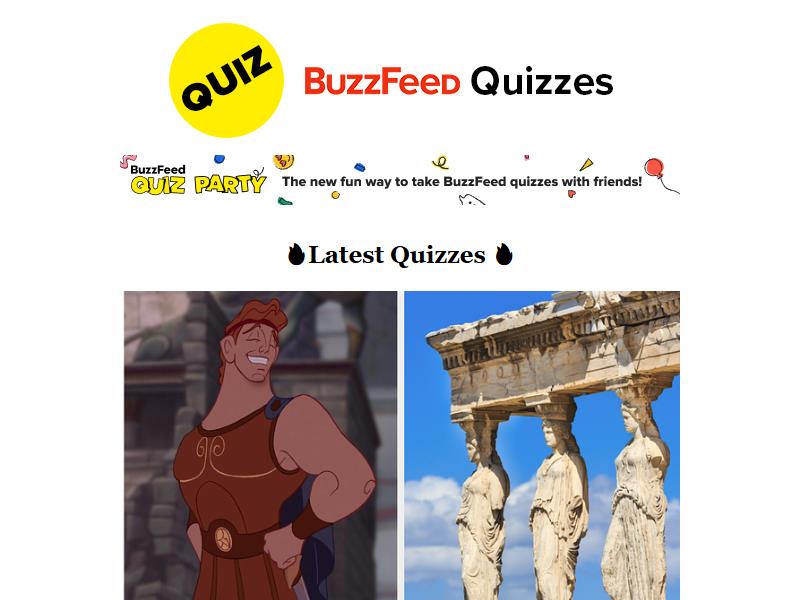 QUIZ
BuzzFeed Quizzes
BuzzFeed
QUIZ PARTY
The new fun way to take BuzzFeed quizzes with friends!
🔥Latest Quizzes 🔥